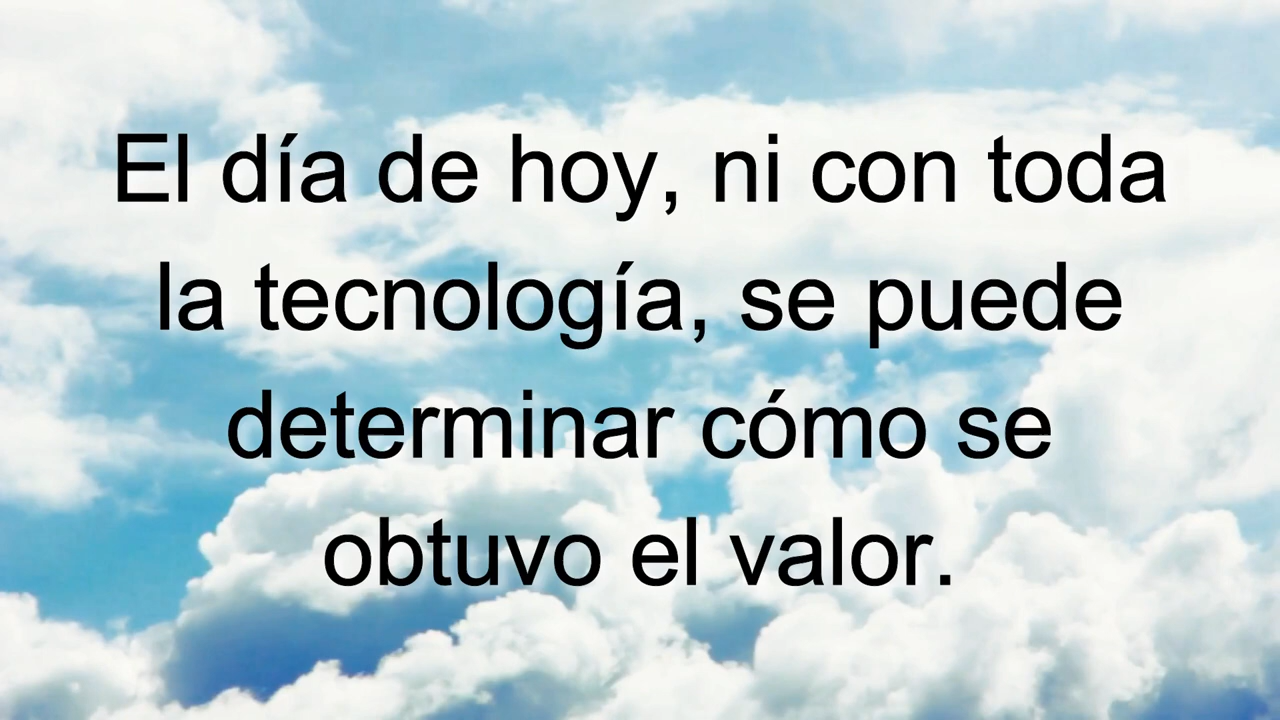 El día de hoy, ni con toda
la tecnología, se puede
determinar cómo se
obtuvo el valor.